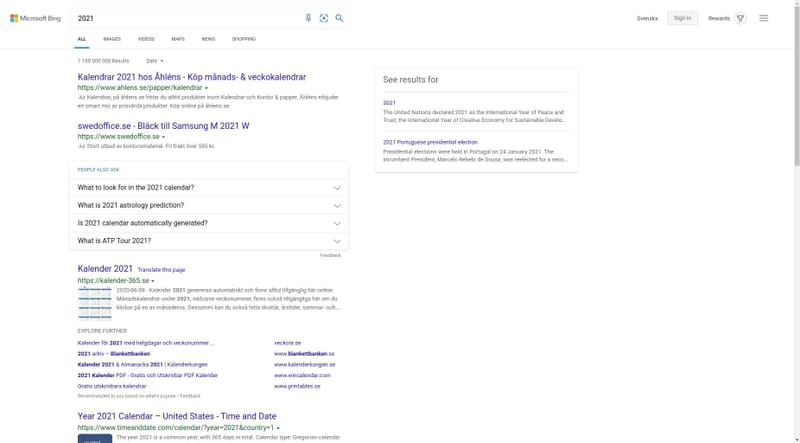 Microsoft Bing
2021
Svenska
Sign in
Rewards
ALL IMAGES VIDEOS MAPS NEWS SHOPPING
1 180 000 000 Results Date
Kalendrar 2021 hos Åhléns - Köp månads- & veckokalendrar
https://www.ahlens.se/papper/kalendrar
Ad Kalendrar, på åhlens.se hittar du alltid produkter inom Kalendrar och Kontor & papper. Åhléns erbjuder
en smart mix av prisvärda produkter. Köp online på åhléns.se
swedoffice.se - Bläck till Samsung M 2021 W
https://www.swedoffice.se
Ad Stort utbud av kontorsmaterial. Fri frakt över 595 kr.
PEOPLE ALSO ASK
What to look for in the 2021 calendar?
What is 2021 astrology prediction?
Is 2021 calendar automatically generated?
What is ATP Tour 2021?
Feedback
Kalender 2021 Translate this page
https://kalender-365.se
2020-06-08 · Kalender 2021 genereras automatiskt och finns alltid tillgänglig här online.
Månadskalendrar under 2021, inklusive veckonummer, finns också tillgängliga här om du
klickar på en av månaderna. Dessutom kan du också hitta skottår, årstider, sommar- och...
EXPLORE FURTHER
Kalender för 2021 med helgdagar och veckonummer ... veckonr.se
2021 arkiv – Blankettbanken www.blankettbanken.se
Kalender 2021 & Almanacka 2021 | Kalenderkungen www.kalenderkungen.se
2021 Kalender PDF - Gratis och Utskrivbar PDF Kalender www.wincalendar.com
Gratis utskrivbara kalendrar www.printables.se
Recommended to you based on what's popular • Feedback
Year 2021 Calendar – United States - Time and Date
https://www.timeanddate.com/calendar/?year=2021&country=1
The year 2021 is a common year, with 365 days in total. Calendar type: Gregorian calendar
See results for
2021
The United Nations declared 2021 as the International Year of Peace and
Trust, the International Year of Creative Economy for Sustainable Develo...
2021 Portuguese presidential election
Presidential elections were held in Portugal on 24 January 2021. The
incumbent President, Marcelo Rebelo de Sousa, was reelected for a seco...